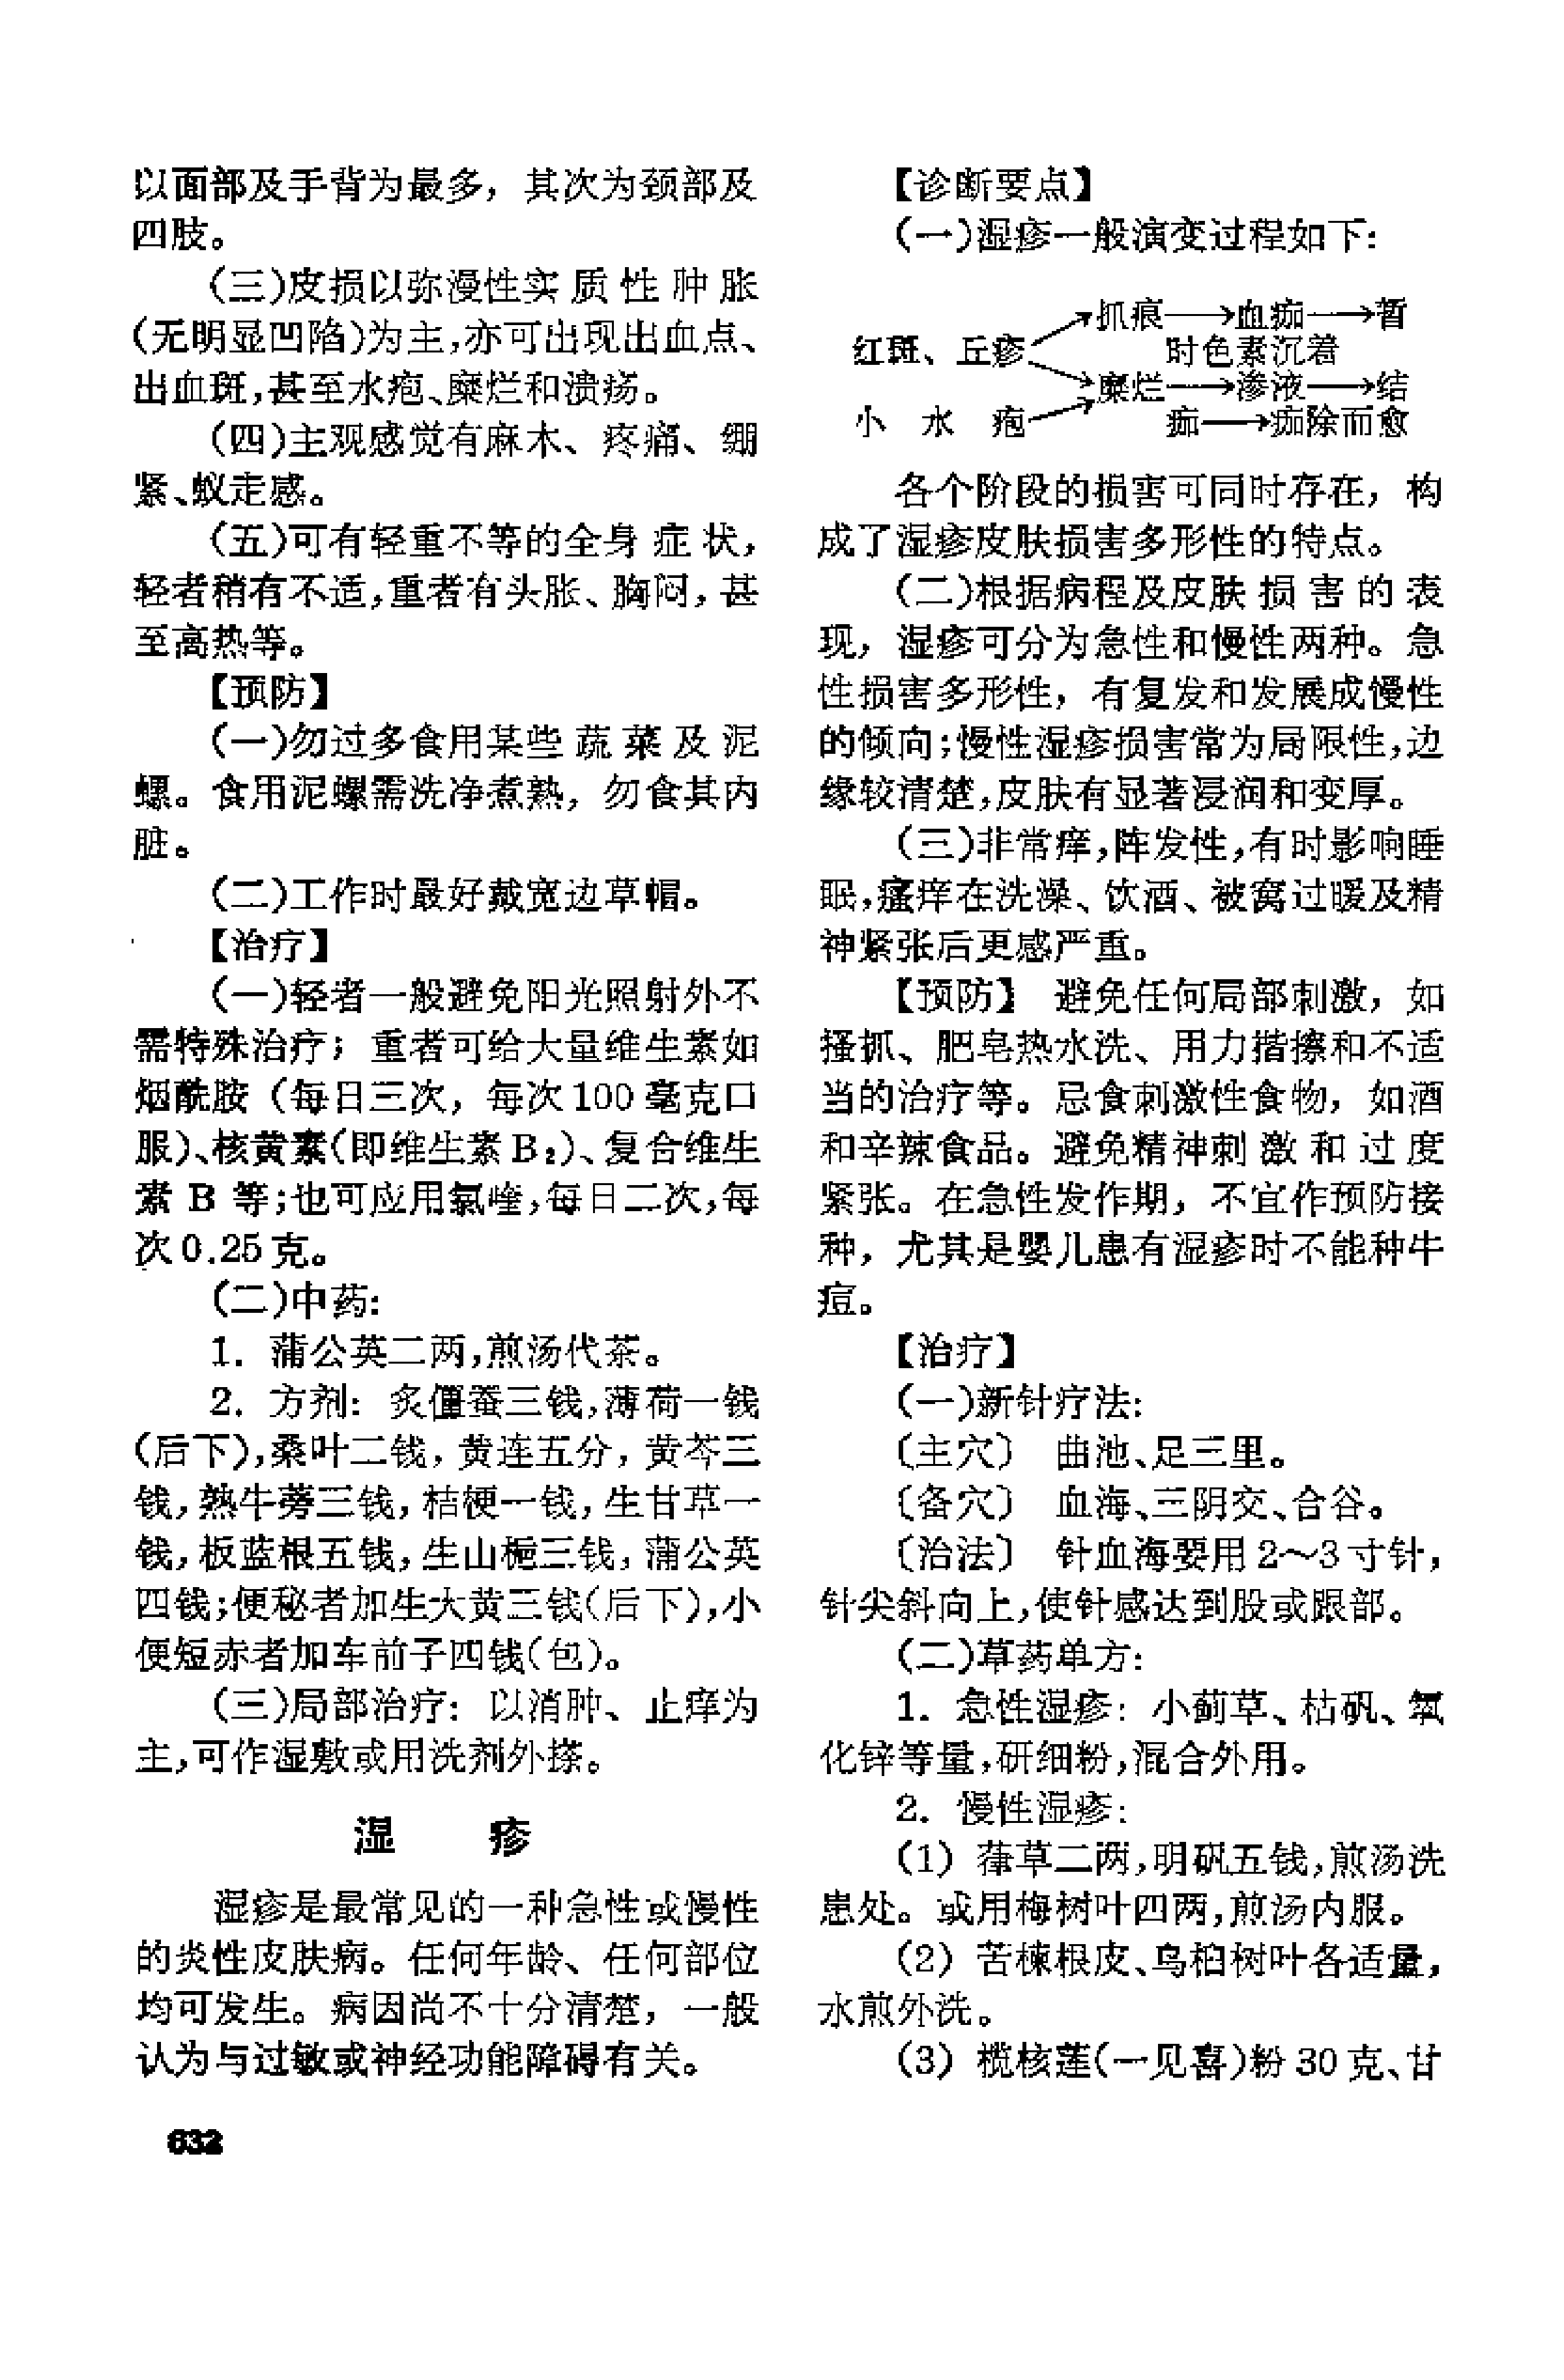 以面部及手背为最多，其次为颈部及
四肢。
(三)皮损以弥漫性实质性肿胀
(无明显凹陷)为主,亦可出现出血点、
出血斑,甚至水疱、糜烂和溃疡。
(四)主观感觉有麻木、疼痛、绷
紧、蚁走感。
(五)可有轻重不等的全身症状，
轻者稍有不适,重者有头胀、胸闷,甚
至高热等。
【预防】
(一)勿过多食用某些蔬菜及泥
螺。食用泥螺需洗净煮熟，勿食其内
脏。
(二)工作时最好戴宽边草帽。
【治疗】
(一)轻者一般避免阳光照射外不
需特殊治疗；重者可给大量维生素如
烟酰胺（每日三次，每次100毫克口
服)、核黄素(即维生素B₂)、复合维生
素 B 等;也可应用氯喹,每日二次,每
次0.25克。
(二)中药:
1. 蒲公英二两,煎汤代茶。
2. 方剂: 炙僵蚕三钱,薄荷一钱
(后下),桑叶二钱,黄连五分,黄芩三
钱,熟牛蒡三钱,桔梗一钱,生甘草一
钱,板蓝根五钱,生山栀三钱,蒲公英
四钱;便秘者加生大黄三钱(后下),小
便短赤者加车前子四钱(包)。
(三)局部治疗: 以消肿、止痒为
主,可作湿敷或用洗剂外搽。
湿 疹
湿疹是最常见的一种急性或慢性
的炎性皮肤病。任何年龄、任何部位
均可发生。病因尚不十分清楚，一般
认为与过敏或神经功能障碍有关。
632
【诊断要点】
(一)湿疹一般演变过程如下:
抓痕→血痂→暂
红斑、丘疹 时色素沉着
糜烂→渗液→结
小 水 疱 痂→痂除而愈
各个阶段的损害可同时存在，构
成了湿疹皮肤损害多形性的特点。
(二)根据病程及皮肤损害的表
现，湿疹可分为急性和慢性两种。急
性损害多形性，有复发和发展成慢性
的倾向;慢性湿疹损害常为局限性,边
缘较清楚,皮肤有显著浸润和变厚。
(三)非常痒,阵发性,有时影响睡
眠,瘙痒在洗澡、饮酒、被窝过暖及精
神紧张后更感严重。
【预防】 避免任何局部刺激，如
搔抓、肥皂热水洗、用力揩擦和不适
当的治疗等。忌食刺激性食物，如酒
和辛辣食品。避免精神刺激和过度
紧张。在急性发作期，不宜作预防接
种，尤其是婴儿患有湿疹时不能种牛
痘。
【治疗】
(一)新针疗法:
〔主穴〕 曲池、足三里。
〔备穴〕 血海、三阴交、合谷。
〔治法〕 针血海要用2～3寸针，
针尖斜向上,使针感达到股或跟部。
(二)草药单方:
1. 急性湿疹: 小蓟草、枯矾、氧
化锌等量,研细粉,混合外用。
2. 慢性湿疹:
(1) 葎草二两,明矾五钱,煎汤洗
患处。或用梅树叶四两,煎汤内服。
(2) 苦楝根皮、乌桕树叶各适量，
水煎外洗。
(3) 榄核莲(一见喜)粉30克、甘